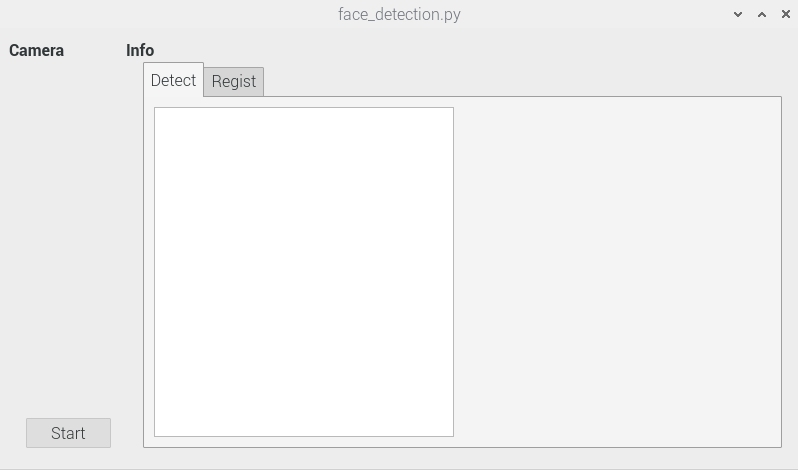 face_detection.py
Camera
Info
Detect
Regist
Start